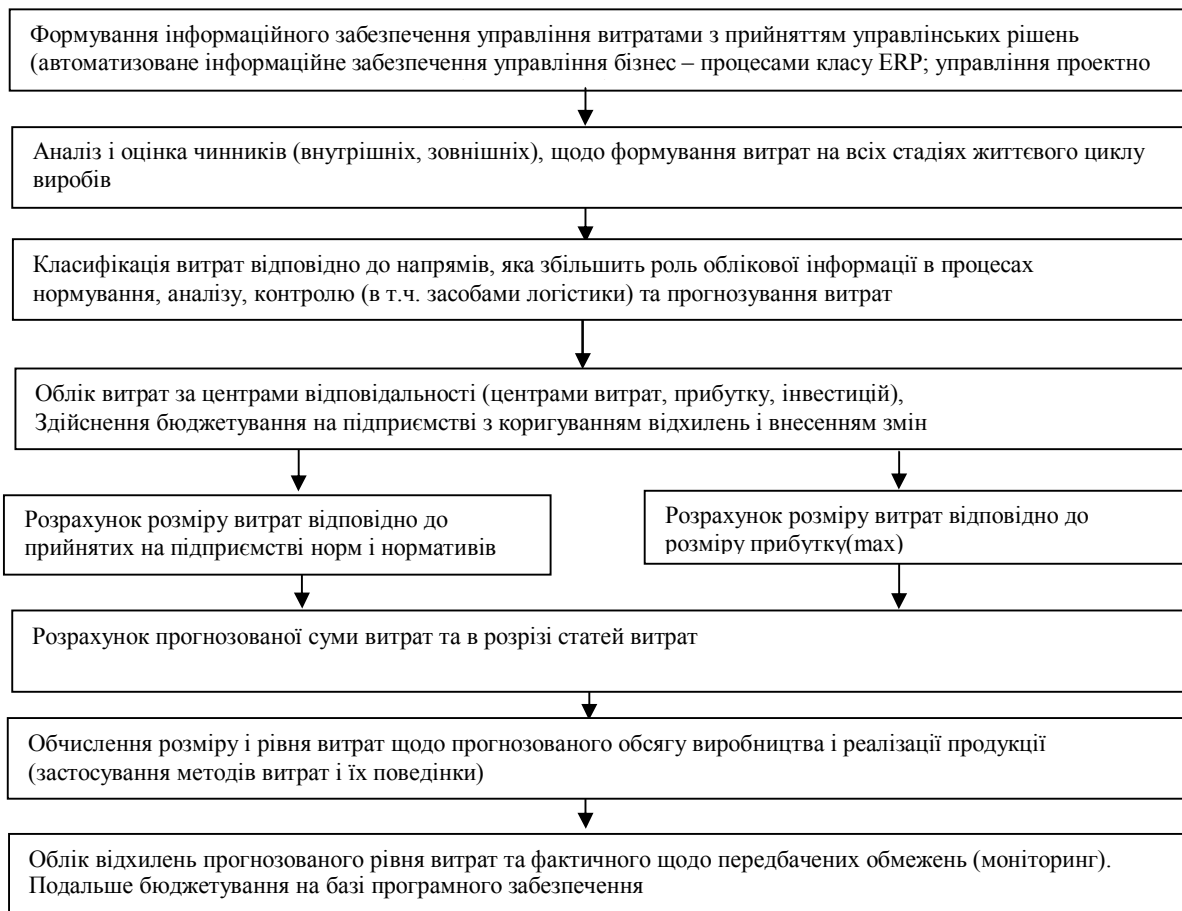 Формування інформаційного забезпечення управління витратами з прийняттям управлінських рішень
(автоматизоване інформаційне забезпечення управління бізнес – процесами класу ERP; управління проектно
Аналіз і оцінка чинників (внутрішніх, зовнішніх), щодо формування витрат на всіх стадіях життєвого циклу
виробів
Класифікація витрат відповідно до напрямів, яка збільшить роль облікової інформації в процесах
нормування, аналізу, контролю (в т.ч. засобами логістики) та прогнозування витрат
Облік витрат за центрами відповідальності (центрами витрат, прибутку, інвестицій),
Здійснення бюджетування на підприємстві з коригуванням відхилень і внесенням змін
Розрахунок розміру витрат відповідно до
прийнятих на підприємстві норм і нормативів
Розрахунок розміру витрат відповідно до
розміру прибутку(max)
Розрахунок прогнозованої суми витрат та в розрізі статей витрат
Обчислення розміру і рівня витрат щодо прогнозованого обсягу виробництва і реалізації продукції
(застосування методів витрат і їх поведінки)
Облік відхилень прогнозованого рівня витрат та фактичного щодо передбачених обмежень (моніторинг).
Подальше бюджетування на базі програмного забезпечення